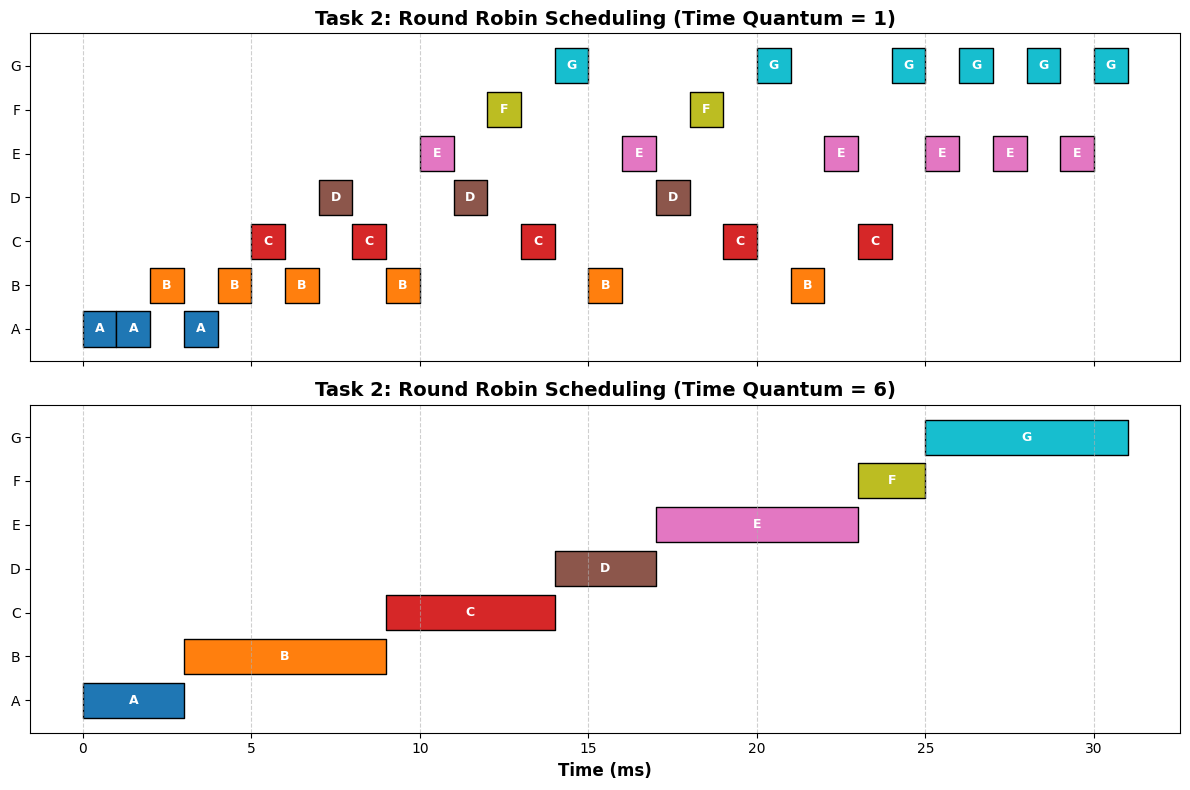 Task 2: Round Robin Scheduling (Time Quantum = 1)
G G G G G G G
F F F
E E E E E E E
D D D D
C C C C C C
B B B B B B B
A A A A
Task 2: Round Robin Scheduling (Time Quantum = 6)
G G
F F
E E
D D
C C
B B
A A
0 5 10 15 20 25 30
Time (ms)